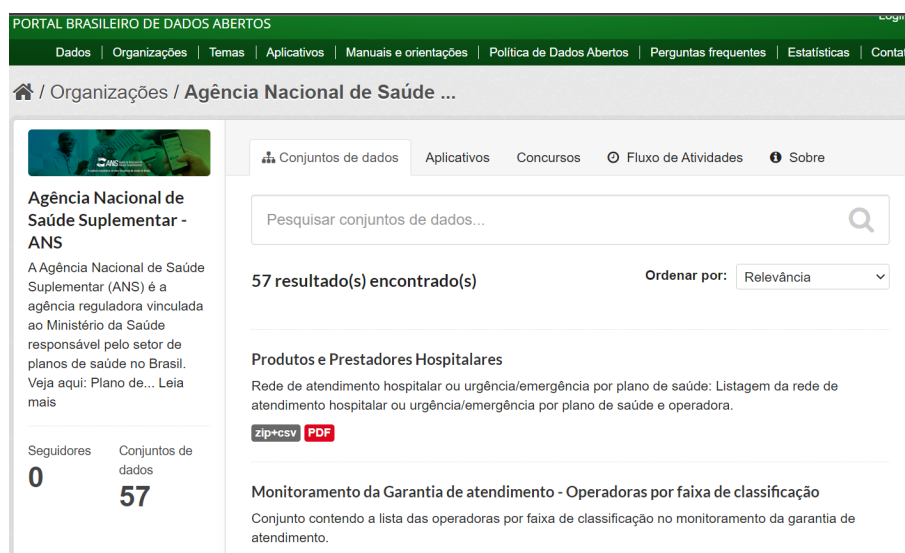 PORTAL BRASILEIRO DE DADOS ABERTOS
Dados | Organizações | Temas | Aplicativos | Manuais e orientações | Política de Dados Abertos | Perguntas frequentes | Estatísticas |
/ Organizações / Agência Nacional de Saúde ...
ANS
Agência Nacional de
Saúde Suplementar -
ANS
A Agência Nacional de Saúde
Suplementar (ANS) é a
agência reguladora vinculada
ao Ministério da Saúde
responsável pelo setor de
planos de saúde no Brasil.
Veja aqui: Plano de... Leia
mais
Seguidores
0
Conjuntos de
dados
57
Conjuntos de dados Aplicativos Concursos Fluxo de Atividades Sobre
Pesquisar conjuntos de dados...
57 resultado(s) encontrado(s)
Ordenar por: Relevância
Produtos e Prestadores Hospitalares
Rede de atendimento hospitalar ou urgência/emergência por plano de saúde: Listagem da rede de
atendimento hospitalar ou urgência/emergência por plano de saúde e operadora.
zip+csv PDF
Monitoramento da Garantia de atendimento - Operadoras por faixa de classificação
Conjunto contendo a lista das operadoras por faixa de classificação no monitoramento da garantia de
atendimento.